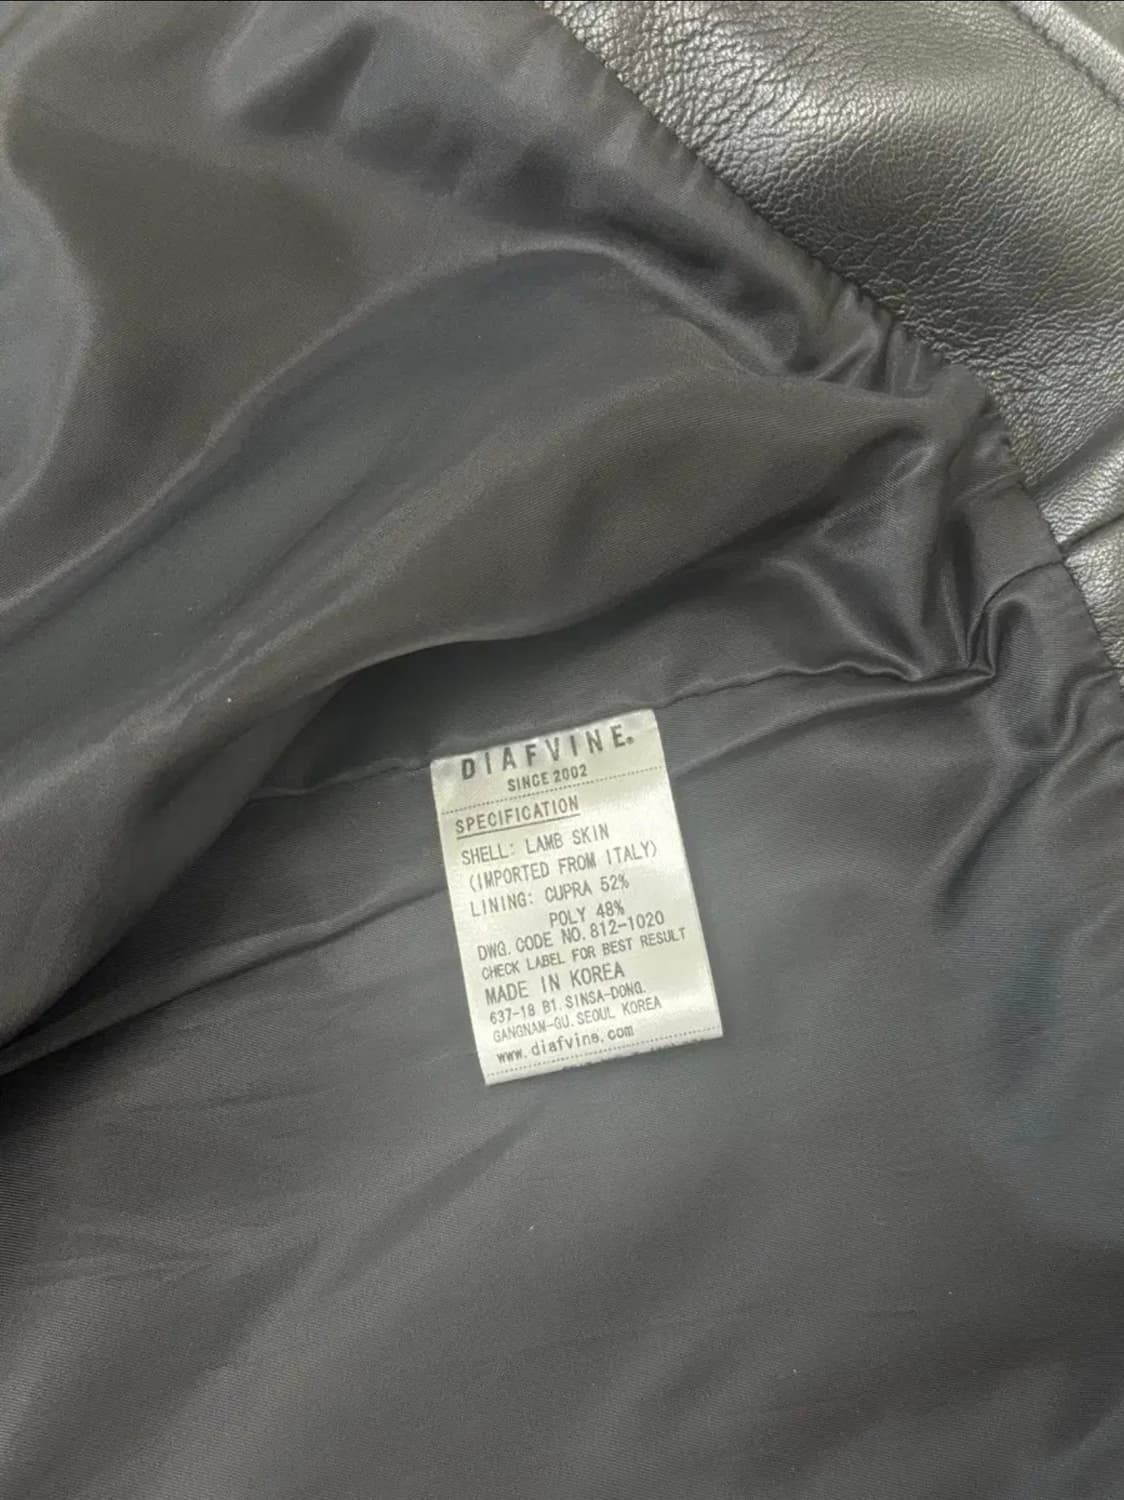 DIAFVINE.
SINCE 2002
SPECIFICATION
SHELL: LAMB SKIN
(IMPORTED FROM ITALY)
LINING: CUPRA 52%
POLY 48%
DWG. CODE NO. 812-1020
CHECK LABEL FOR BEST RESULT
MADE IN KOREA
637-18 B1. SINSA-DONG.
GANGNAM-GU. SEOUL KOREA
www.diafvine.com